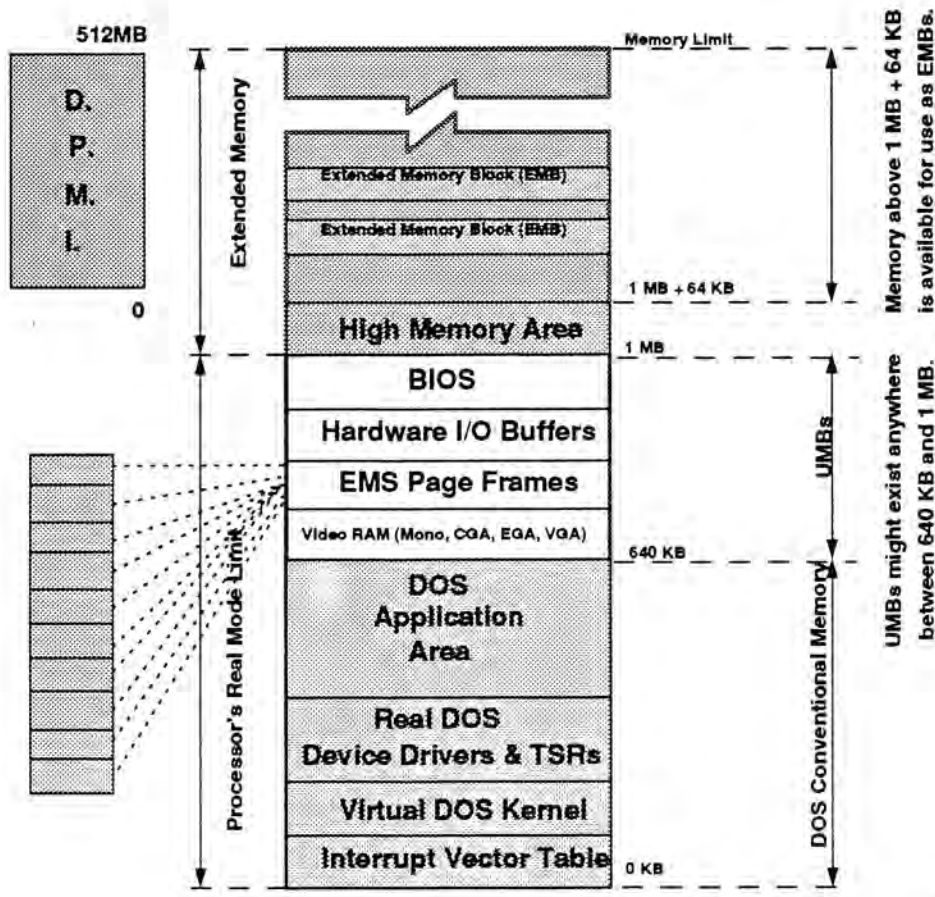 512MB
D.
P.
M.
I.
0
Extended Memory
Processor's Real Mode Limit
Extended Memory Block (EMB)
Extended Memory Block (EMB)
High Memory Area
BIOS
Hardware I/O Buffers
EMS Page Frames
Video RAM (Mono, CGA, EGA, VGA)
DOS
Application
Area
Real DOS
Device Drivers & TSRs
Virtual DOS Kernel
Interrupt Vector Table
Memory Limit
1 MB + 64 KB
1 MB
640 KB
0 KB
UMBs
DOS Conventional Memory
Memory above 1 MB + 64 KB
is available for use as EMBs.
UMBs might exist anywhere
between 640 KB and 1 MB.